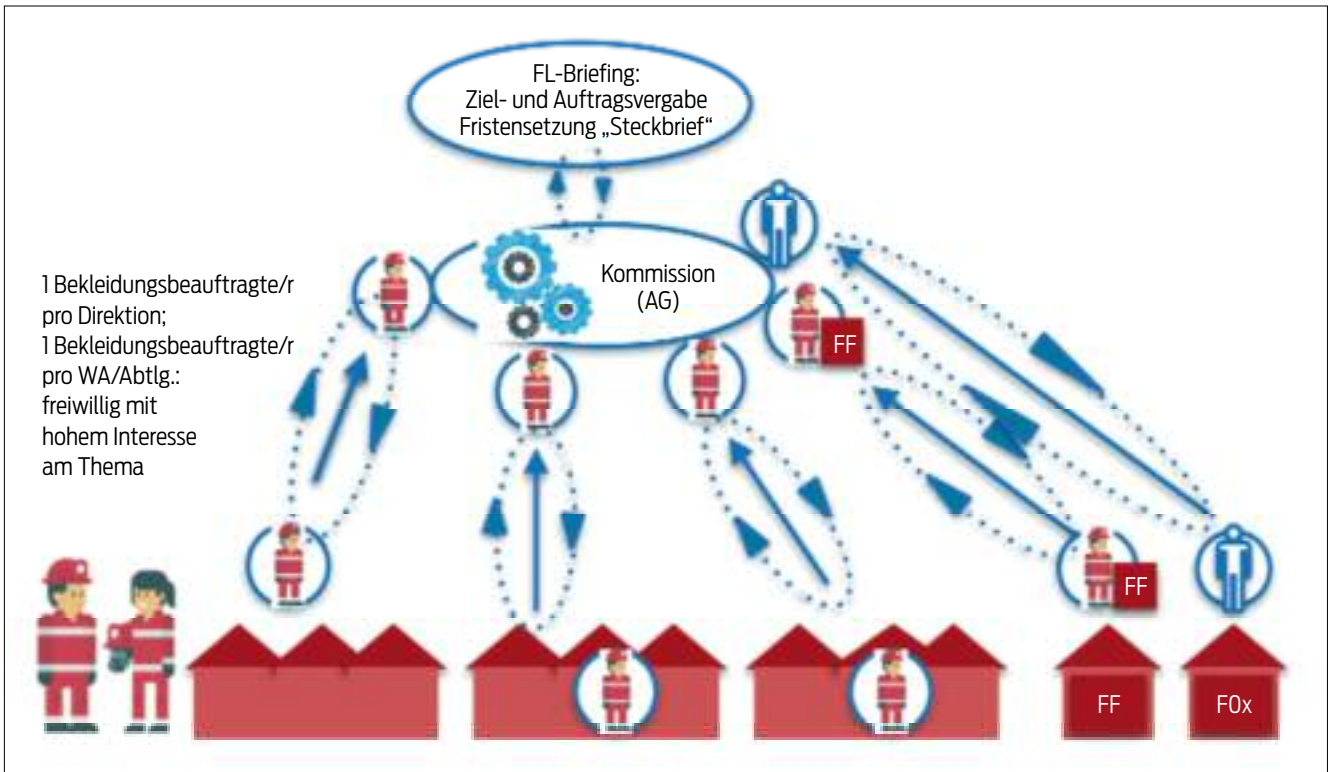 FL-Briefing:
Ziel- und Auftragsvergabe
Fristensetzung „Steckbrief“
Kommission
(AG)
1 Bekleidungsbeauftragte/r
pro Direktion;
1 Bekleidungsbeauftragte/r
pro WA/Abtlg.:
freiwillig mit
hohem Interesse
am Thema
FF
FF
FF
F0x